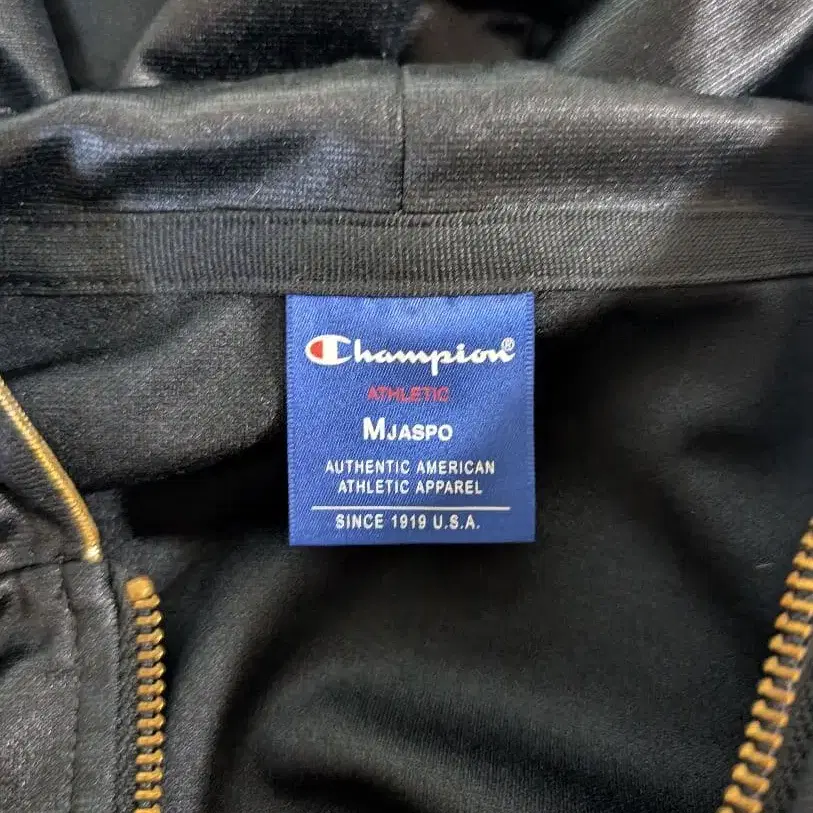 Champion®
ATHLETIC
MJASPO
AUTHENTIC AMERICAN
ATHLETIC APPAREL
SINCE 1919 U.S.A.